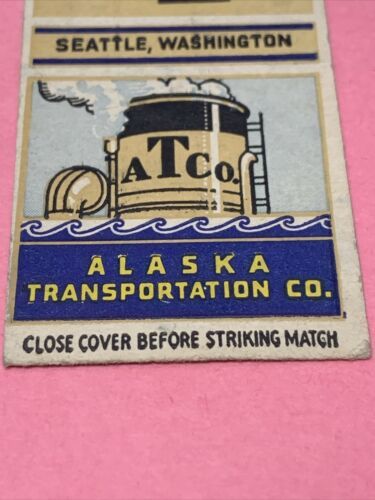 SEATTLE, WASHINGTON
ATCO.
ALASKA
TRANSPORTATION CO.
CLOSE COVER BEFORE STRIKING MATCH